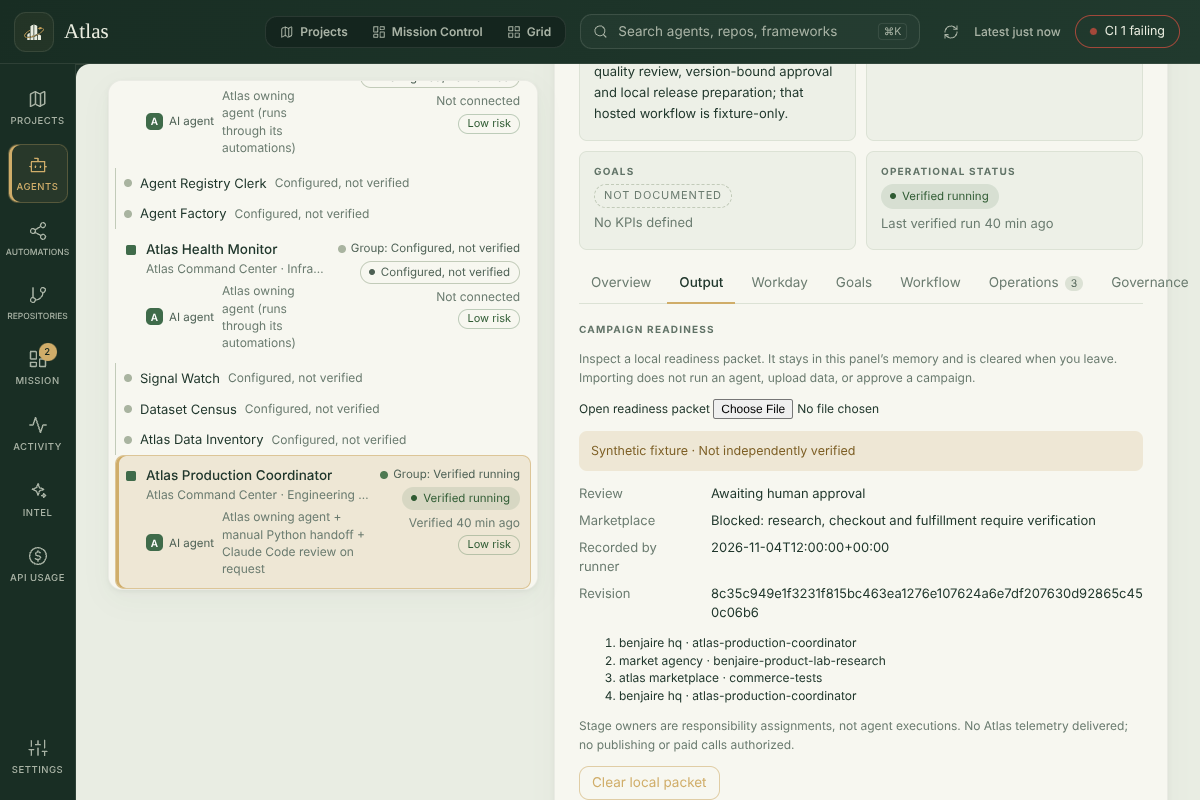 Atlas
Projects
Mission Control
Grid
Search agents, repos, frameworks
⌘K
Latest just now
CI 1 failing
PROJECTS
AGENTS
AUTOMATIONS
REPOSITORIES
2
MISSION
ACTIVITY
INTEL
API USAGE
SETTINGS
Atlas owning
agent (runs
through its
automations)
A AI agent
Not connected
Low risk
Agent Registry Clerk Configured, not verified
Agent Factory Configured, not verified
Atlas Health Monitor
Group: Configured, not verified
Atlas Command Center · Infra...
Configured, not verified
Atlas owning
agent (runs
through its
automations)
A AI agent
Not connected
Low risk
Signal Watch Configured, not verified
Dataset Census Configured, not verified
Atlas Data Inventory Configured, not verified
Atlas Production Coordinator
Group: Verified running
Atlas Command Center · Engineering ...
Verified running
Atlas owning agent +
manual Python handoff +
Claude Code review on
request
A AI agent
Verified 40 min ago
Low risk
quality review, version-bound approval
and local release preparation; that
hosted workflow is fixture-only.
GOALS
NOT DOCUMENTED
No KPIs defined
OPERATIONAL STATUS
Verified running
Last verified run 40 min ago
Overview Output Workday Goals Workflow Operations 3 Governance
CAMPAIGN READINESS
Inspect a local readiness packet. It stays in this panel's memory and is cleared when you leave.
Importing does not run an agent, upload data, or approve a campaign.
Open readiness packet Choose File No file chosen
Synthetic fixture · Not independently verified
Review Awaiting human approval
Marketplace Blocked: research, checkout and fulfillment require verification
Recorded by 2026-11-04T12:00:00+00:00
runner
Revision 8c35c949e1f3231f815bc463ea1276e107624a6e7df207630d92865c45
0c06b6
1. benjaire hq · atlas-production-coordinator
2. market agency · benjaire-product-lab-research
3. atlas marketplace · commerce-tests
4. benjaire hq · atlas-production-coordinator
Stage owners are responsibility assignments, not agent executions. No Atlas telemetry delivered;
no publishing or paid calls authorized.
Clear local packet